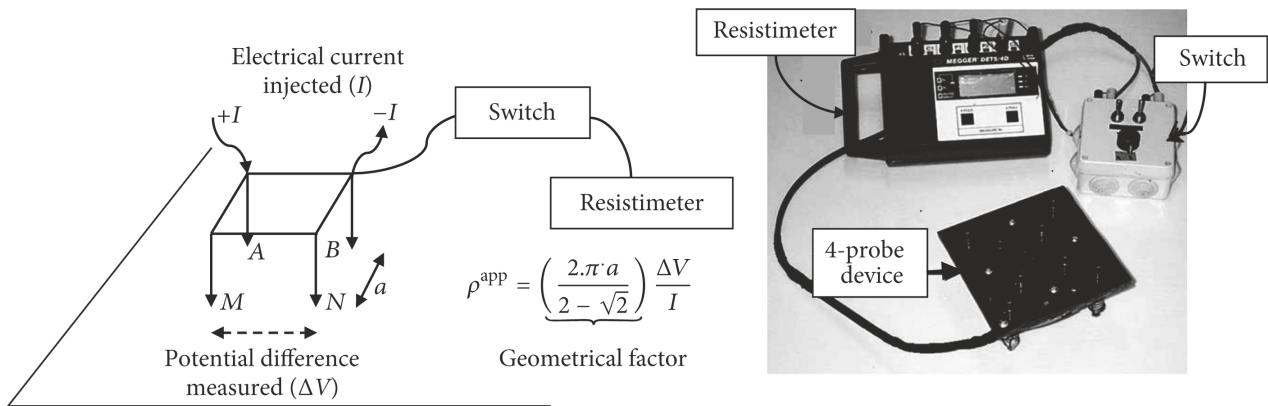 Electrical current
injected (I)
+I
−I
Switch
Resistimeter
A
B
M
N
a
Potential difference
measured (ΔV)
ρ^app = (2.π·a / (2 − √2)) ΔV / I
Geometrical factor
Resistimeter
MEGGER DET5/4D
Switch
4-probe
device